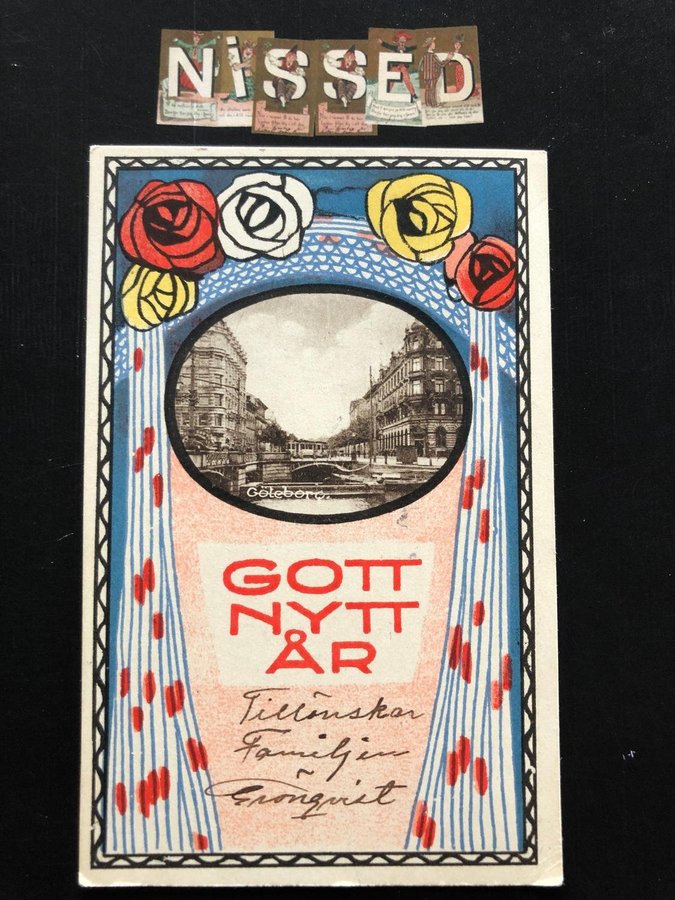 NiSSED
Göteborg.
GOTT
NYTT
ÅR
Tillönskar
Familjen
Grönqvist